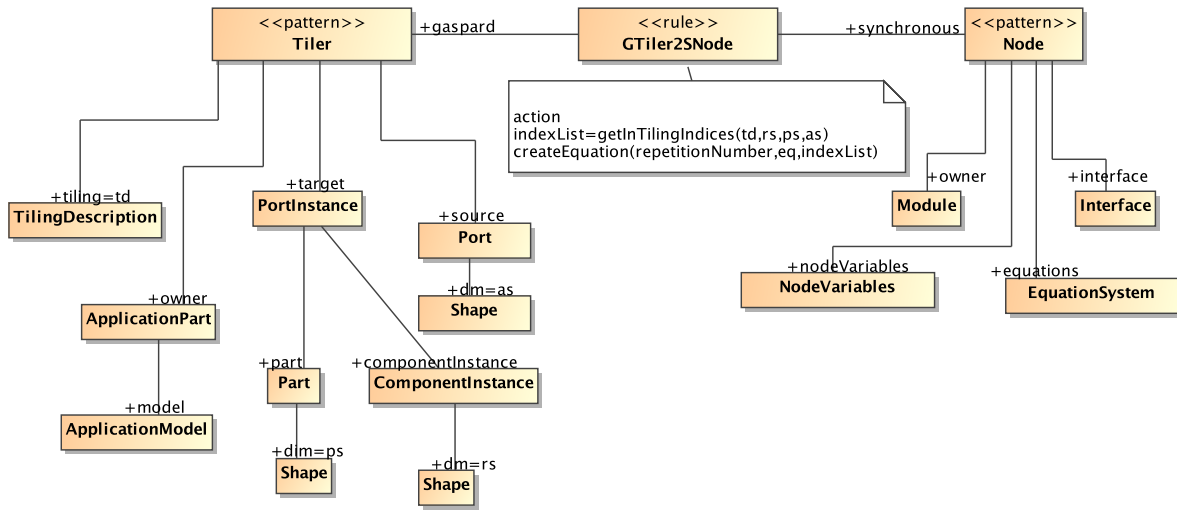 <<pattern>>
Tiler
+gaspard
<<rule>>
GTiler2SNode
+synchronous
<<pattern>>
Node
action
indexList=getInTilingIndices(td,rs,ps,as)
createEquation(repetitionNumber,eq,indexList)
+tiling=td
TilingDescription
+target
PortInstance
+source
Port
+owner
Module
+interface
Interface
+dm=as
Shape
+nodeVariables
NodeVariables
+equations
EquationSystem
+owner
ApplicationPart
+part
Part
+componentInstance
ComponentInstance
+model
ApplicationModel
+dim=ps
Shape
+dm=rs
Shape